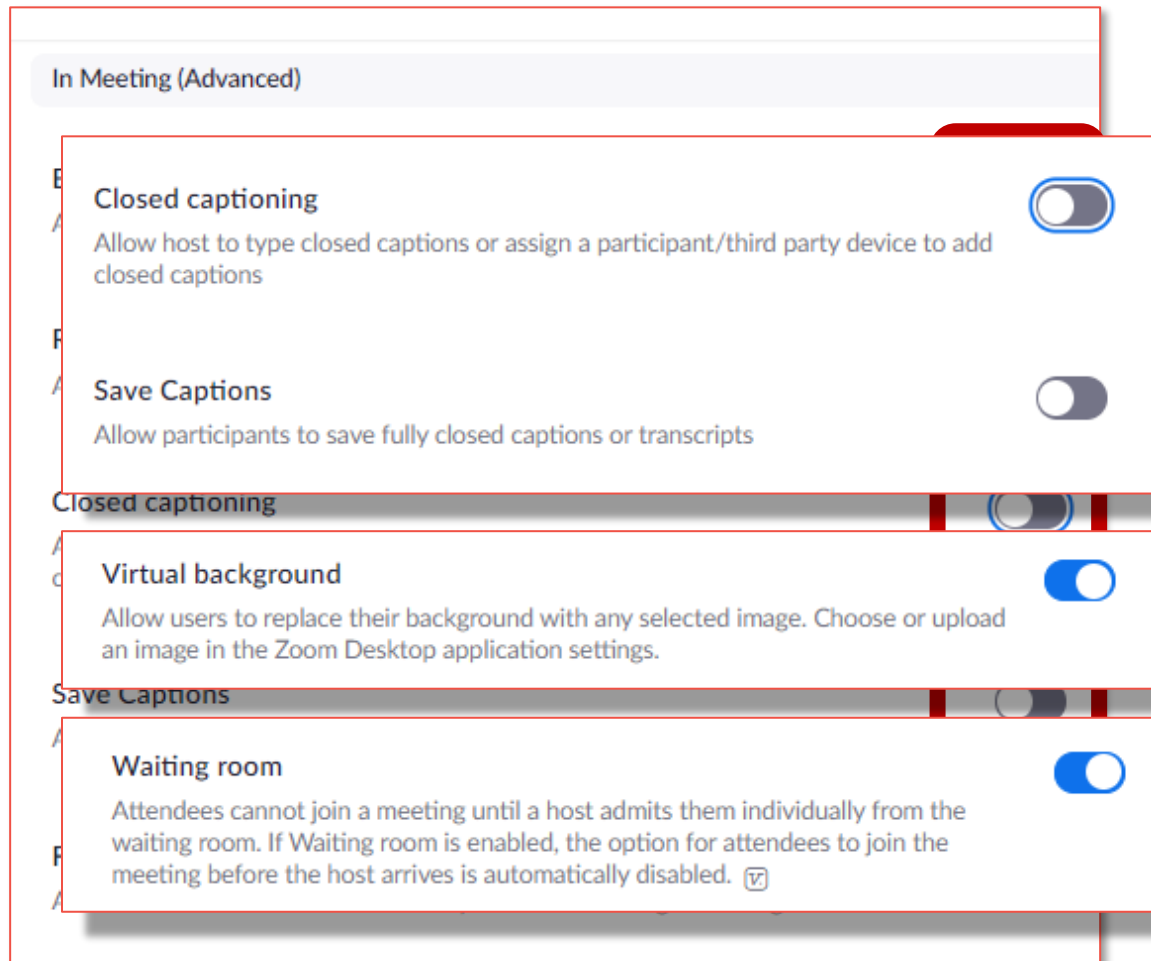 In Meeting (Advanced)
Closed captioning
Allow host to type closed captions or assign a participant/third party device to add
closed captions
Save Captions
Allow participants to save fully closed captions or transcripts
Closed captioning
Virtual background
Allow users to replace their background with any selected image. Choose or upload
an image in the Zoom Desktop application settings.
Save Captions
Waiting room
Attendees cannot join a meeting until a host admits them individually from the
waiting room. If Waiting room is enabled, the option for attendees to join the
meeting before the host arrives is automatically disabled.